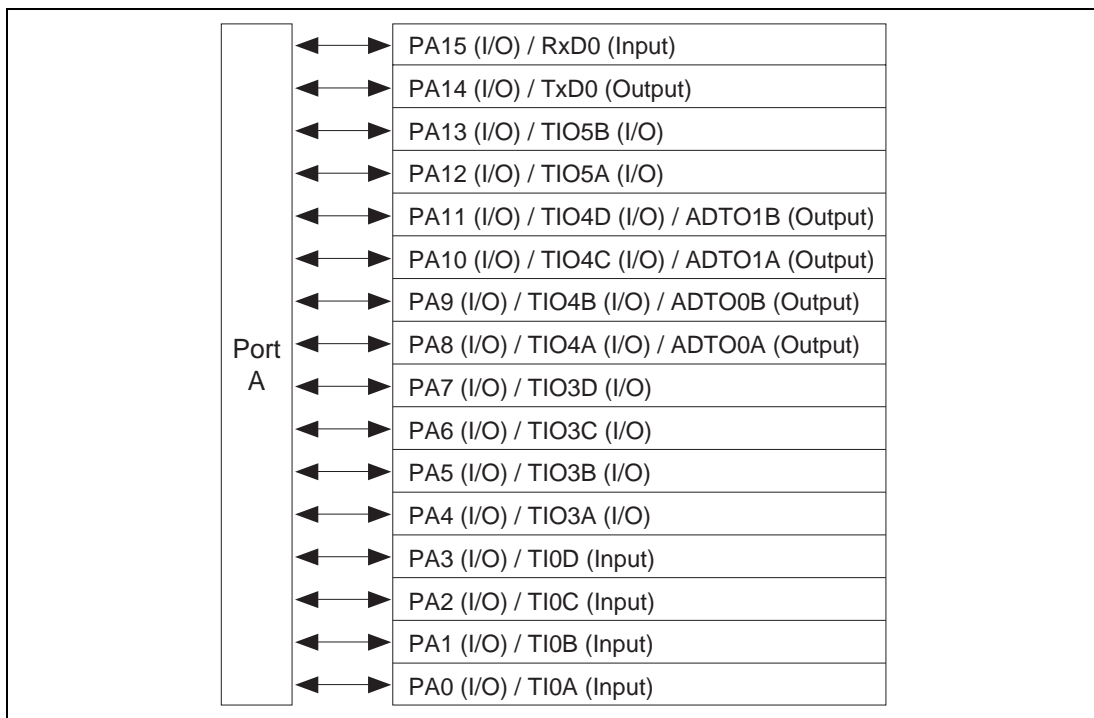 PA15 (I/O) / RxD0 (Input)
PA14 (I/O) / TxD0 (Output)
PA13 (I/O) / TIO5B (I/O)
PA12 (I/O) / TIO5A (I/O)
PA11 (I/O) / TIO4D (I/O) / ADTO1B (Output)
PA10 (I/O) / TIO4C (I/O) / ADTO1A (Output)
PA9 (I/O) / TIO4B (I/O) / ADTO0B (Output)
PA8 (I/O) / TIO4A (I/O) / ADTO0A (Output)
Port
A
PA7 (I/O) / TIO3D (I/O)
PA6 (I/O) / TIO3C (I/O)
PA5 (I/O) / TIO3B (I/O)
PA4 (I/O) / TIO3A (I/O)
PA3 (I/O) / TI0D (Input)
PA2 (I/O) / TI0C (Input)
PA1 (I/O) / TI0B (Input)
PA0 (I/O) / TI0A (Input)